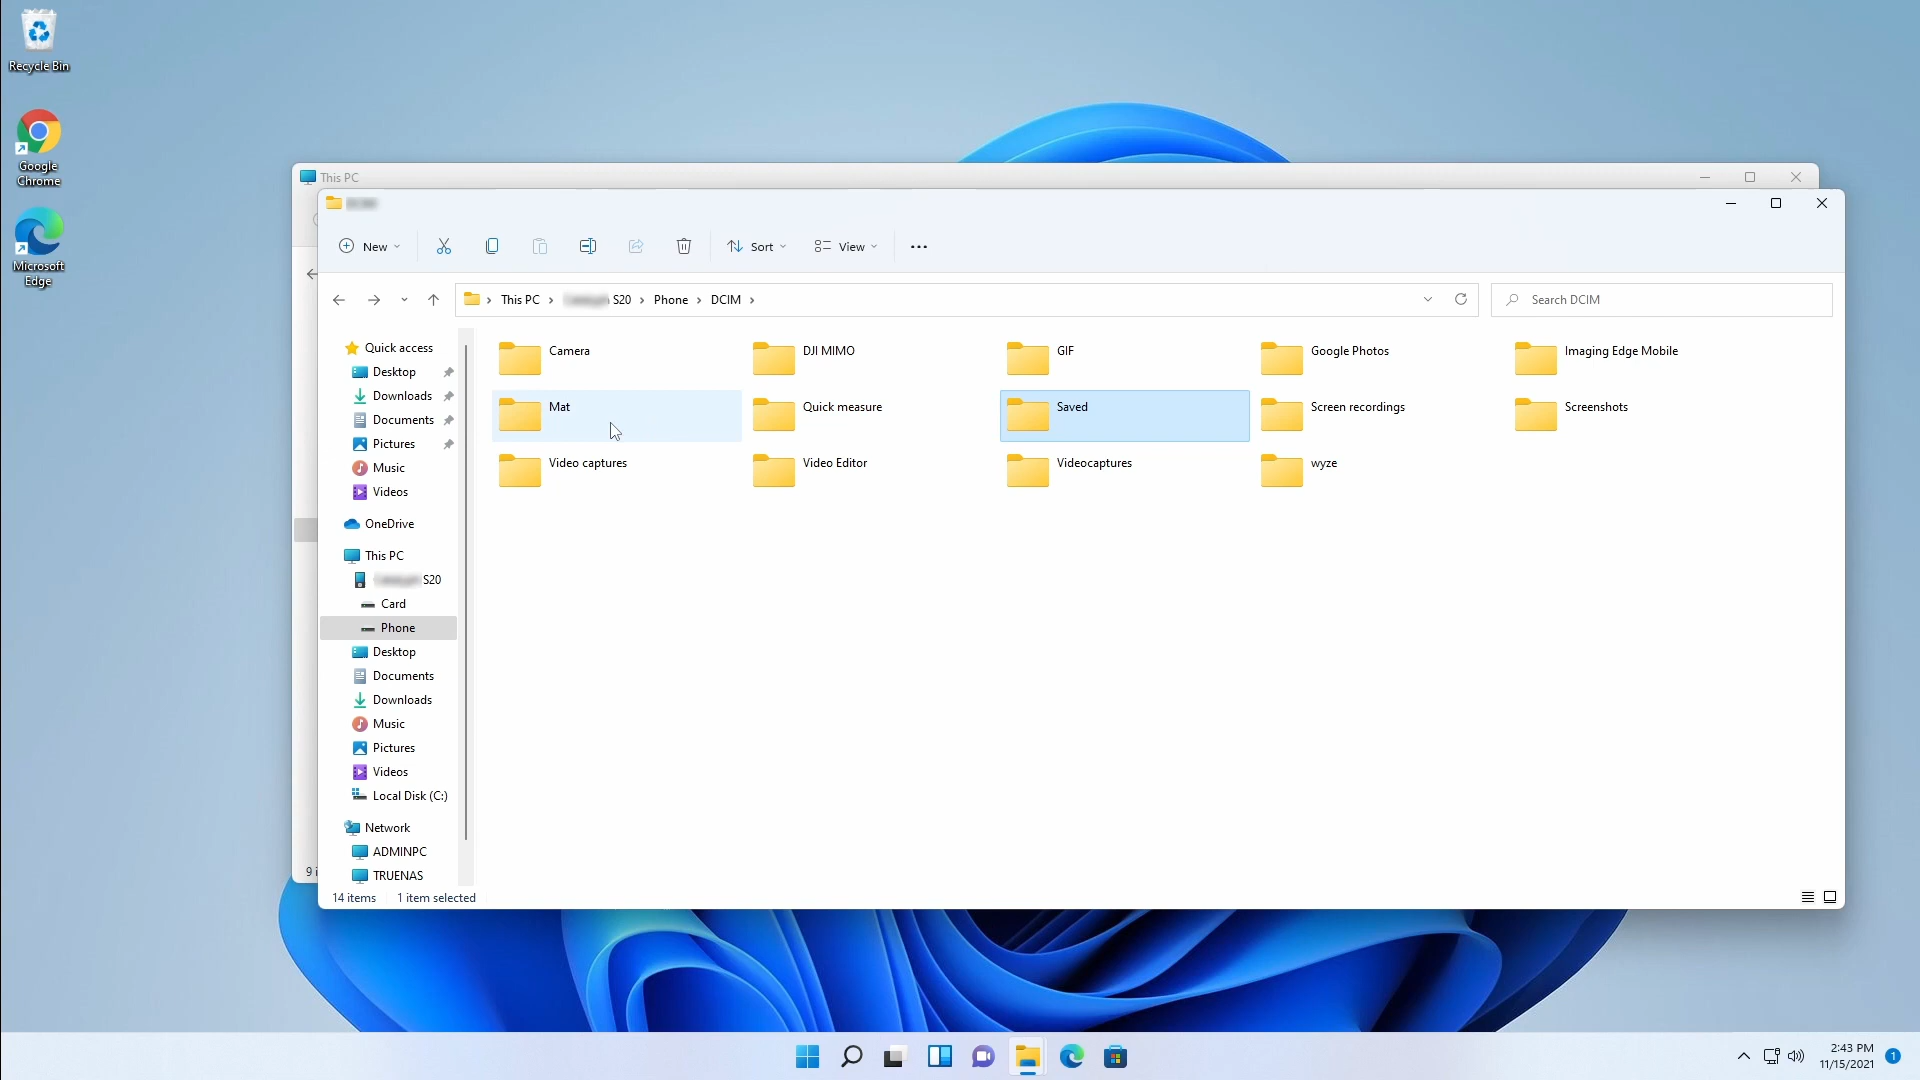 Recycle Bin
Google
Chrome
Microsoft
Edge
This PC
New
Sort
View
This PC
S20
Phone
DCIM
Search DCIM
Quick access
Desktop
Downloads
Documents
Pictures
Music
Videos
OneDrive
This PC
S20
Card
Phone
Desktop
Documents
Downloads
Music
Pictures
Videos
Local Disk (C:)
Network
ADMINPC
TRUENAS
Camera
DJI MIMO
GIF
Google Photos
Imaging Edge Mobile
Mat
Quick measure
Saved
Screen recordings
Screenshots
Video captures
Video Editor
Videocaptures
wyze
9 i
14 items
1 item selected
2:43 PM
11/15/2021
1